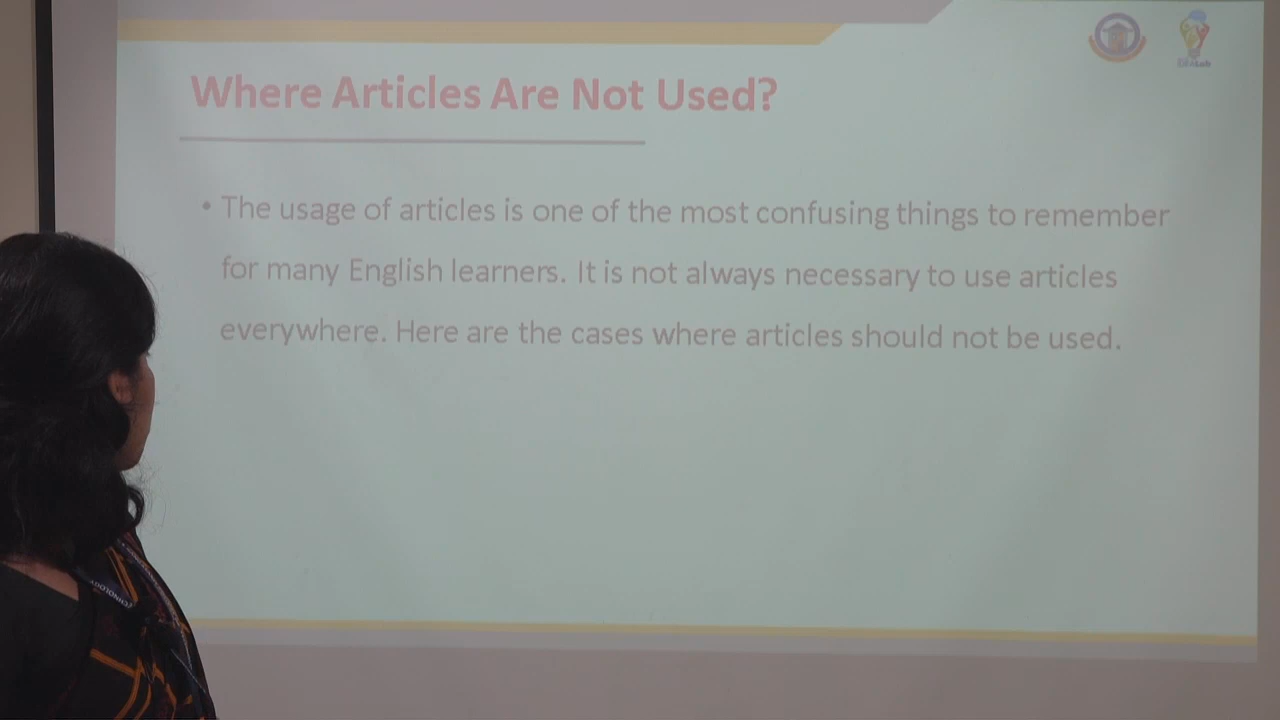 Where Articles Are Not Used?
• The usage of articles is one of the most confusing things to remember
for many English learners. It is not always necessary to use articles
everywhere. Here are the cases where articles should not be used.